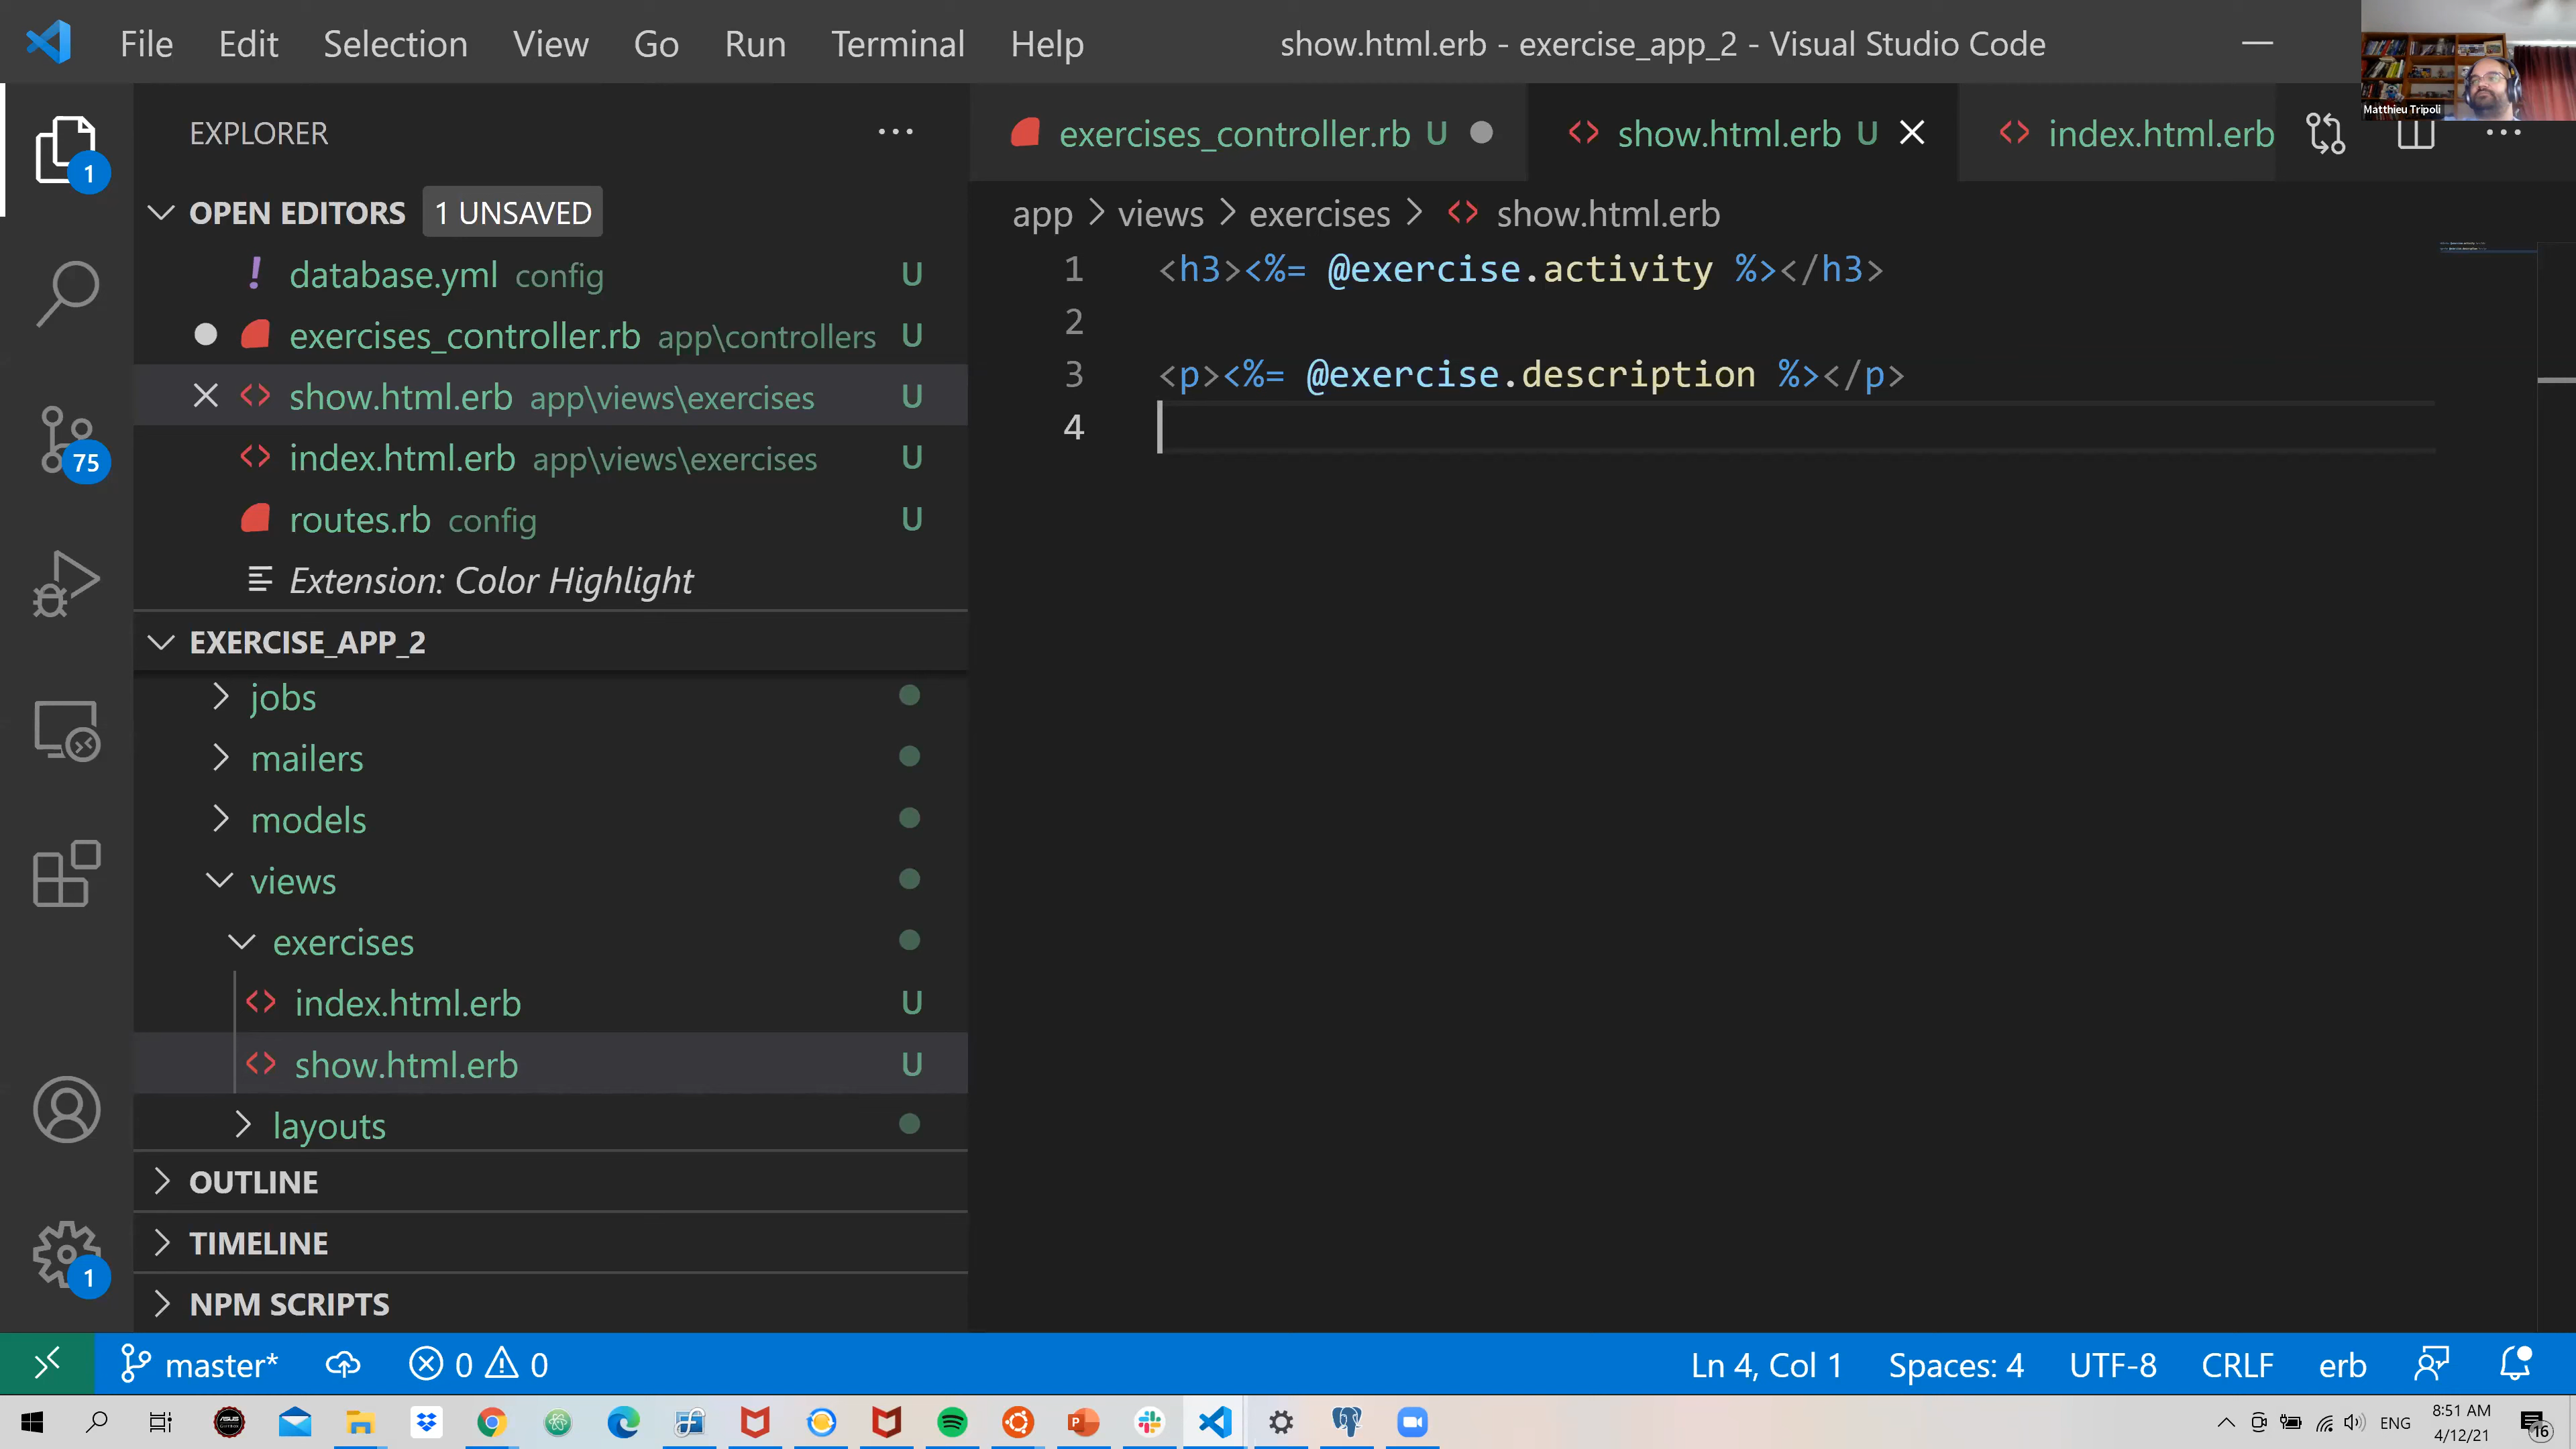 File Edit Selection View Go Run Terminal Help show.html.erb - exercise_app_2 - Visual Studio Code
Matthieu Tripoli
EXPLORER
exercises_controller.rb U show.html.erb U index.html.erb
OPEN EDITORS 1 UNSAVED
app > views > exercises > show.html.erb
! database.yml config U
exercises_controller.rb app\controllers U
show.html.erb app\views\exercises U
index.html.erb app\views\exercises U
routes.rb config U
Extension: Color Highlight
1 <h3><%= @exercise.activity %></h3>
2
3 <p><%= @exercise.description %></p>
4
EXERCISE_APP_2
jobs
mailers
models
views
exercises
index.html.erb U
show.html.erb U
layouts
OUTLINE
TIMELINE
NPM SCRIPTS
1
75
1
master* 0 0 Ln 4, Col 1 Spaces: 4 UTF-8 CRLF erb
ENG 8:51 AM
4/12/21
16